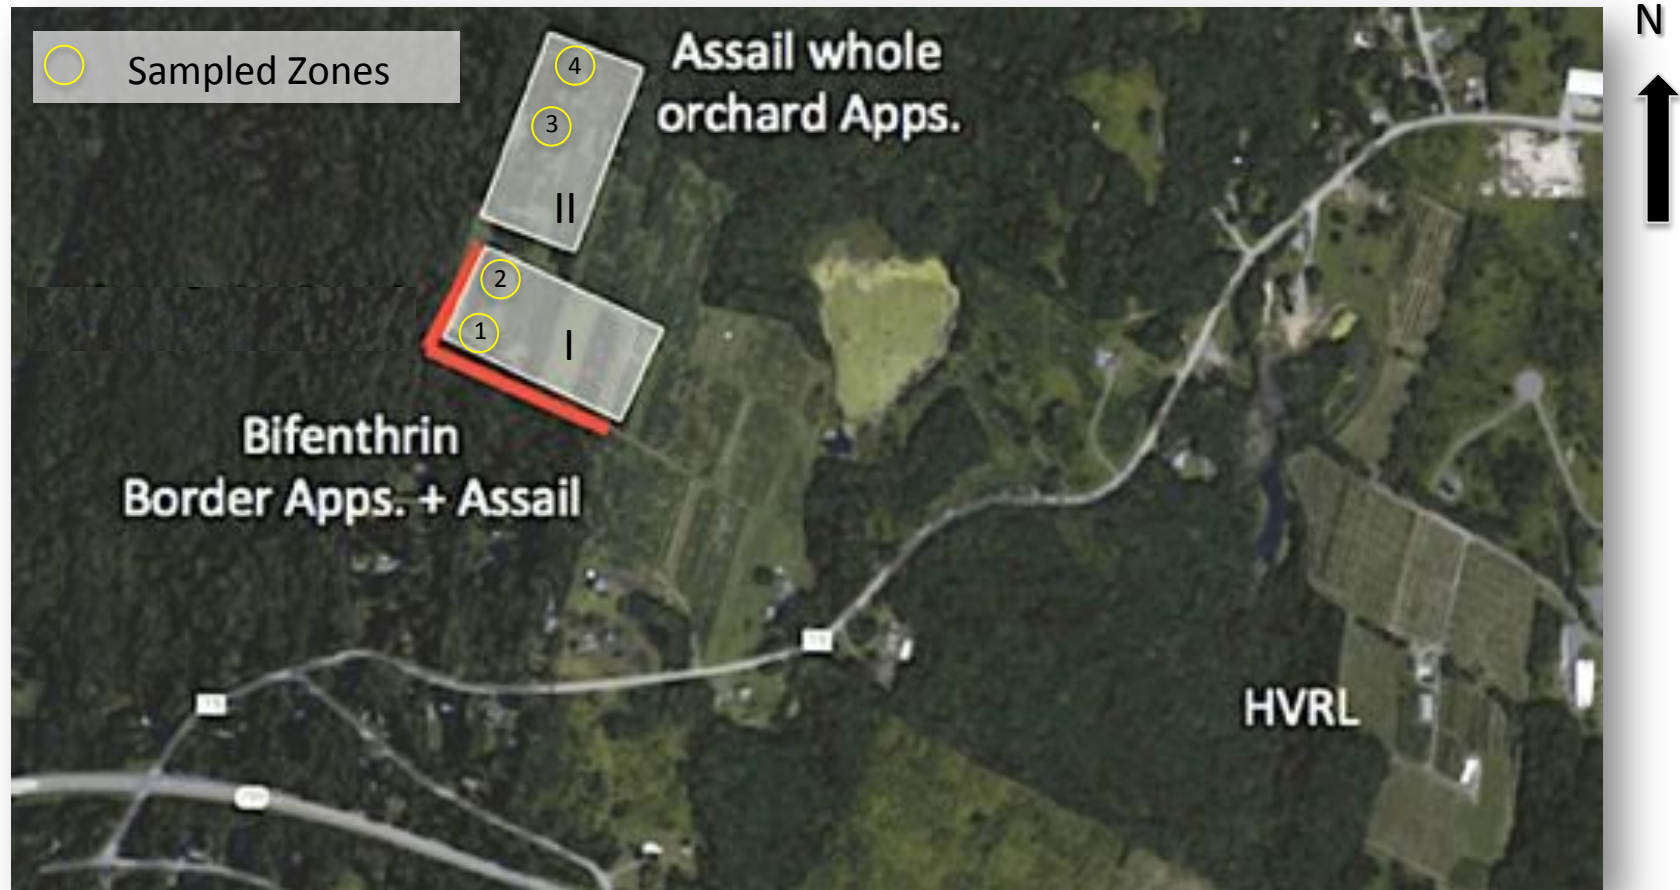 N
Sampled Zones
Assail whole
orchard Apps.
4
3
II
2
1
I
Bifenthrin
Border Apps. + Assail
HVRL